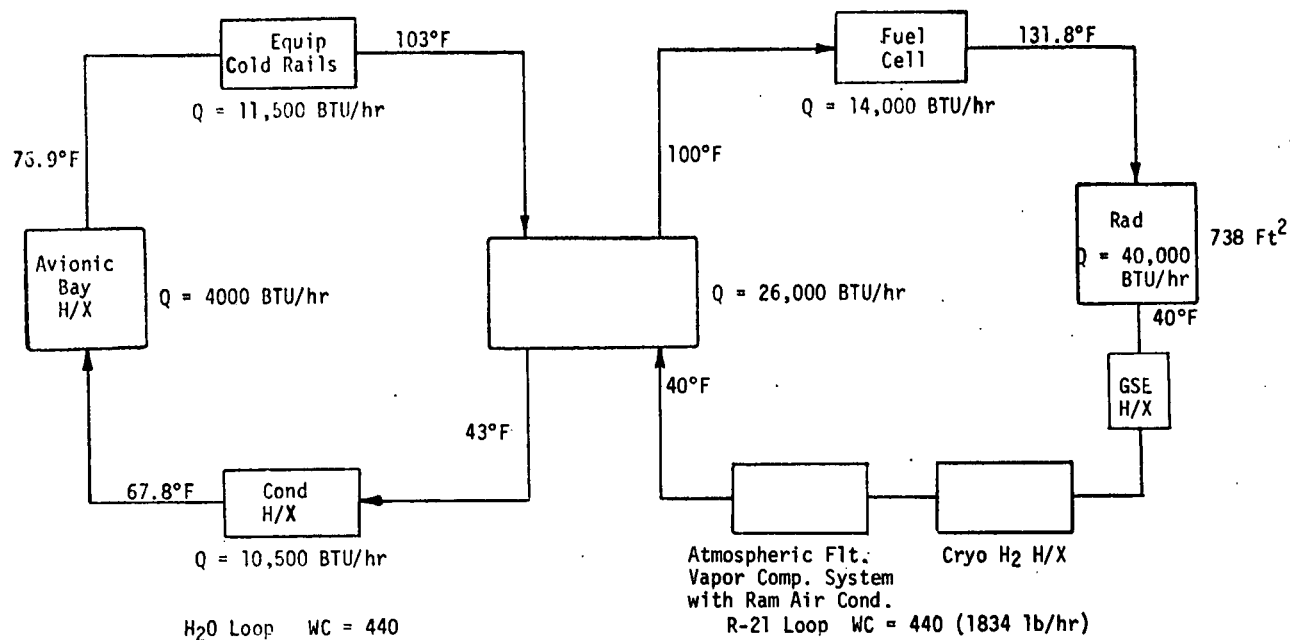 Equip
Cold Rails
103°F
Q = 11,500 BTU/hr
76.9°F
Avionic
Bay
H/X
Q = 4000 BTU/hr
67.8°F
Cond
H/X
Q = 10,500 BTU/hr
43°F
H2O Loop WC = 440
Fuel
Cell
131.8°F
Q = 14,000 BTU/hr
100°F
Rad
Q = 40,000
BTU/hr
738 Ft2
40°F
GSE
H/X
Q = 26,000 BTU/hr
40°F
Atmospheric Flt.
Vapor Comp. System
with Ram Air Cond.
Cryo H2 H/X
R-21 Loop WC = 440 (1834 lb/hr)